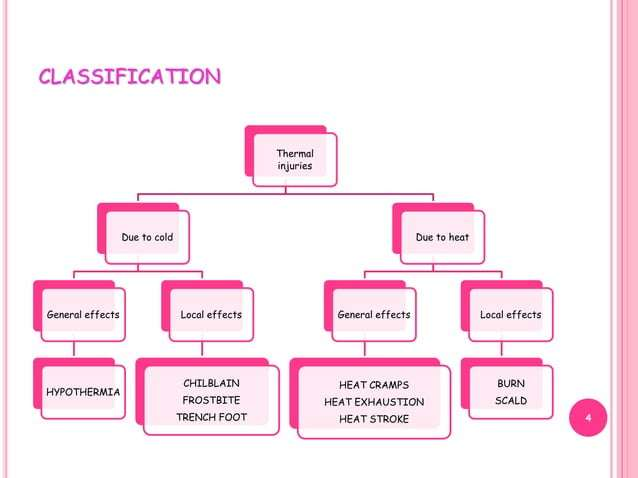 CLASSIFICATION
Thermal
injuries
Due to cold
Due to heat
General effects
Local effects
General effects
Local effects
HYPOTHERMIA
CHILBLAIN
FROSTBITE
TRENCH FOOT
HEAT CRAMPS
HEAT EXHAUSTION
HEAT STROKE
BURN
SCALD
4